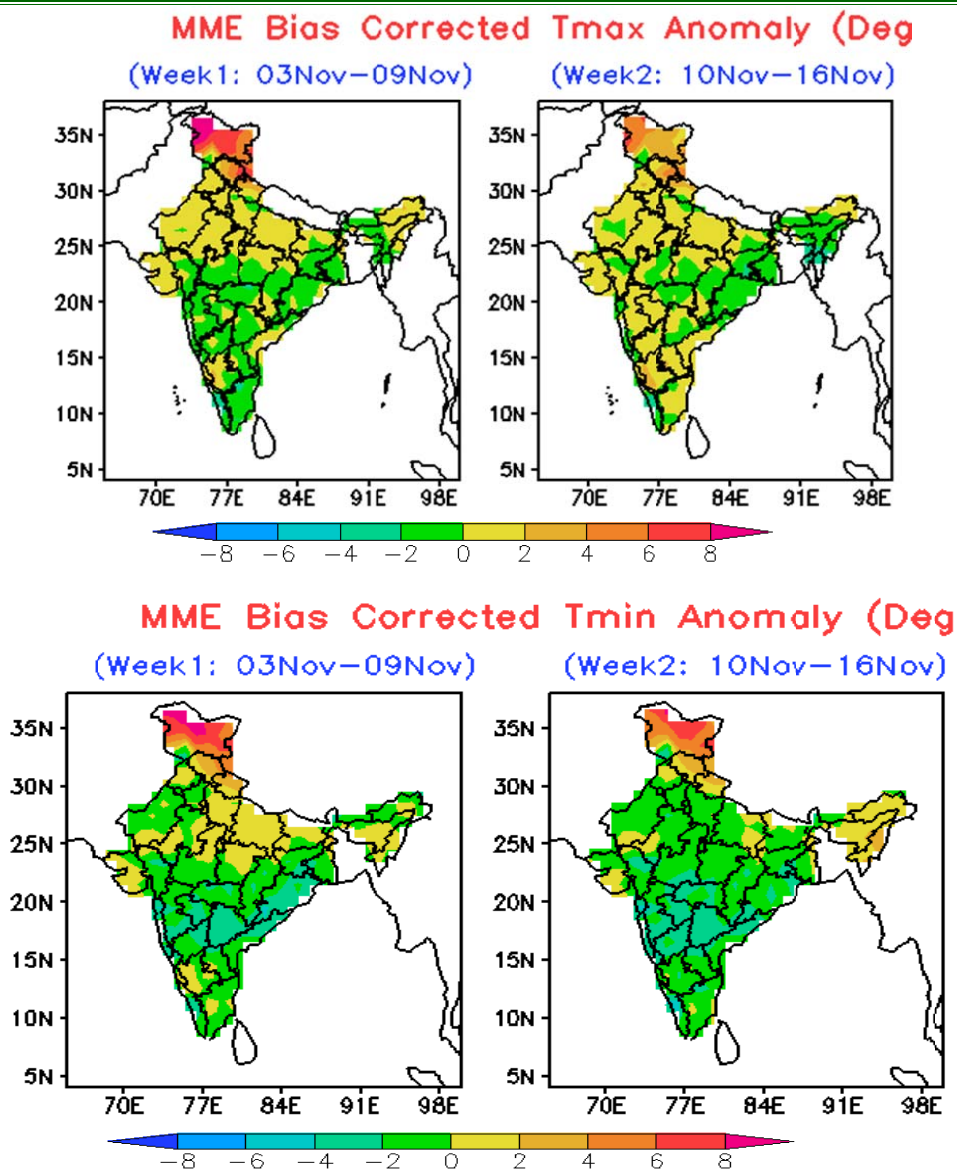 MME Bias Corrected Tmax Anomaly (Deg
(Week1: 03Nov-09Nov) (Week2: 10Nov-16Nov)
35N 35N
30N 30N
25N 25N
20N 20N
15N 15N
10N 10N
5N 5N
70E 77E 84E 91E 98E 70E 77E 84E 91E 98E
-8 -6 -4 -2 0 2 4 6 8
MME Bias Corrected Tmin Anomaly (Deg
(Week1: 03Nov-09Nov) (Week2: 10Nov-16Nov)
35N 35N
30N 30N
25N 25N
20N 20N
15N 15N
10N 10N
5N 5N
70E 77E 84E 91E 98E 70E 77E 84E 91E 98E
-8 -6 -4 -2 0 2 4 6 8